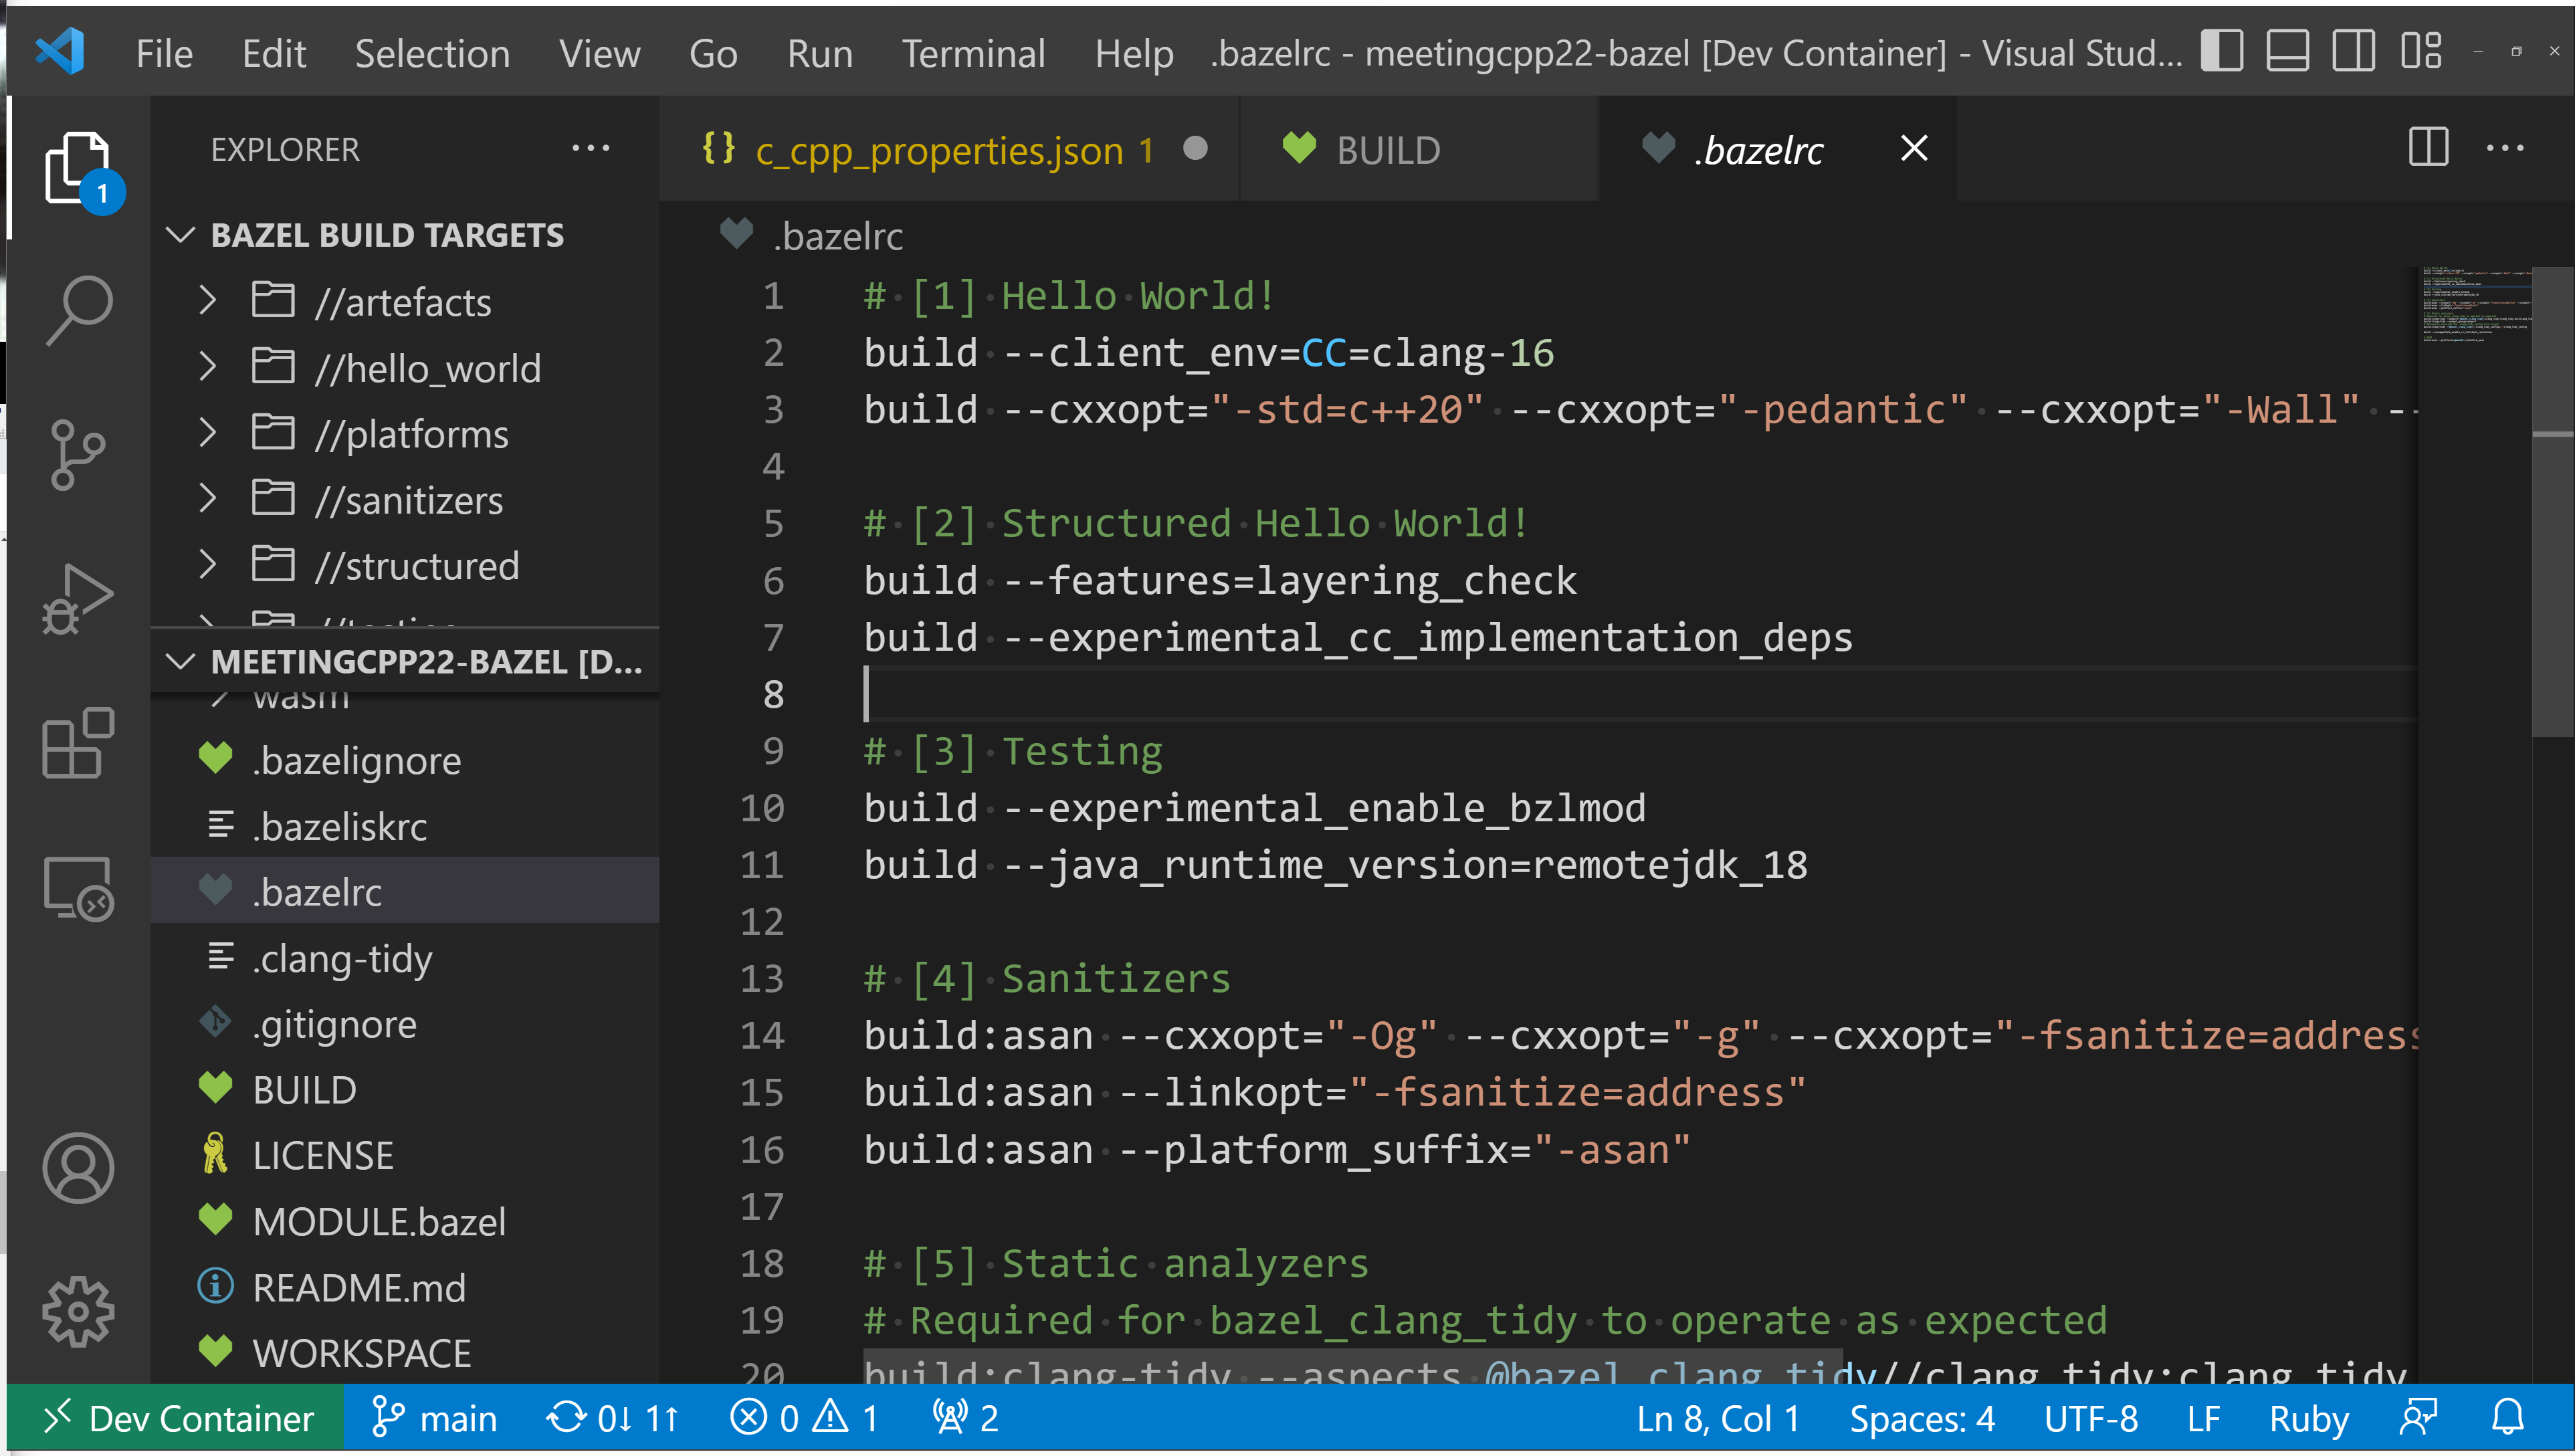 File Edit Selection View Go Run Terminal Help .bazelrc - meetingcpp22-bazel [Dev Container] - Visual Stud...
EXPLORER
1
BAZEL BUILD TARGETS
//artefacts
//hello_world
//platforms
//sanitizers
//structured
MEETINGCPP22-BAZEL [D...
wasm
.bazelignore
.bazeliskrc
.bazelrc
.clang-tidy
.gitignore
BUILD
LICENSE
MODULE.bazel
README.md
WORKSPACE
{} c_cpp_properties.json 1 BUILD .bazelrc
.bazelrc
1 # [1] Hello World!
2 build --client_env=CC=clang-16
3 build --cxxopt="-std=c++20" --cxxopt="-pedantic" --cxxopt="-Wall" --
4
5 # [2] Structured Hello World!
6 build --features=layering_check
7 build --experimental_cc_implementation_deps
8
9 # [3] Testing
10 build --experimental_enable_bzlmod
11 build --java_runtime_version=remotejdk_18
12
13 # [4] Sanitizers
14 build:asan --cxxopt="-Og" --cxxopt="-g" --cxxopt="-fsanitize=address
15 build:asan --linkopt="-fsanitize=address"
16 build:asan --platform_suffix="-asan"
17
18 # [5] Static analyzers
19 # Required for bazel_clang_tidy to operate as expected
20 build:clang-tidy --aspects @bazel_clang_tidy//clang_tidy:clang_tidy
Dev Container main 0↓ 1↑ 0 1 2 Ln 8, Col 1 Spaces: 4 UTF-8 LF Ruby